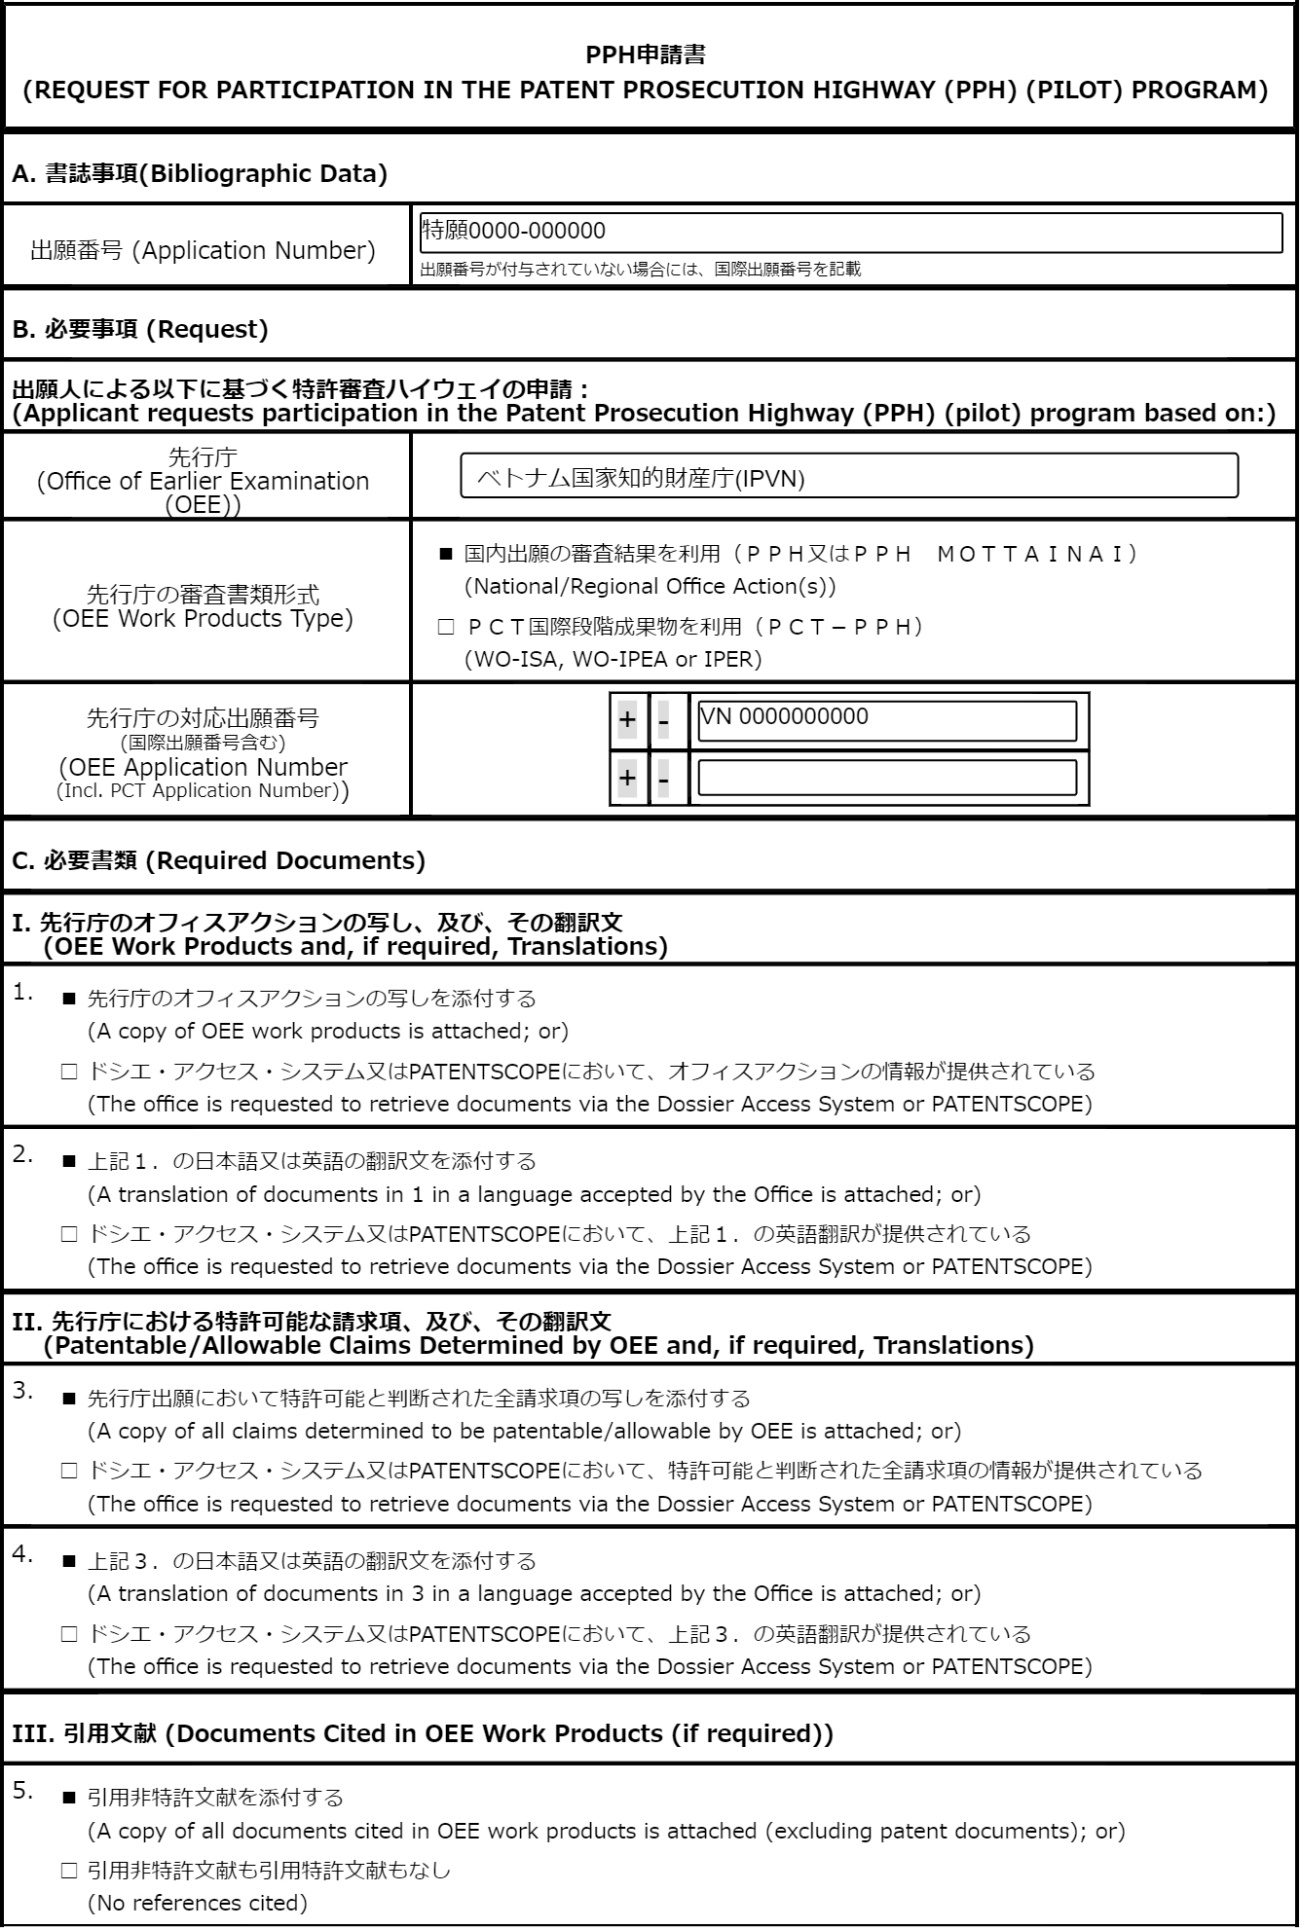 PPH申請書
(REQUEST FOR PARTICIPATION IN THE PATENT PROSECUTION HIGHWAY (PPH) (PILOT) PROGRAM)
A. 書誌事項(Bibliographic Data)
出願番号 (Application Number)
特願0000-000000
出願番号が付与されていない場合には、国際出願番号を記載
B. 必要事項 (Request)
出願人による以下に基づく特許審査ハイウェイの申請：
(Applicant requests participation in the Patent Prosecution Highway (PPH) (pilot) program based on:)
先行庁
(Office of Earlier Examination
(OEE))
ベトナム国家知的財産庁(IPVN)
先行庁の審査書類形式
(OEE Work Products Type)
■ 国内出願の審査結果を利用（ＰＰＨ又はＰＰＨ　ＭＯＴＴＡＩＮＡＩ）
(National/Regional Office Action(s))
□ ＰＣＴ国際段階成果物を利用（ＰＣＴ－ＰＰＨ）
(WO-ISA, WO-IPEA or IPER)
先行庁の対応出願番号
(国際出願番号含む)
(OEE Application Number
(Incl. PCT Application Number))
+ - VN 0000000000
+ -
C. 必要書類 (Required Documents)
I. 先行庁のオフィスアクションの写し、及び、その翻訳文
(OEE Work Products and, if required, Translations)
1. ■ 先行庁のオフィスアクションの写しを添付する
(A copy of OEE work products is attached; or)
□ ドシエ・アクセス・システム又はPATENTSCOPEにおいて、オフィスアクションの情報が提供されている
(The office is requested to retrieve documents via the Dossier Access System or PATENTSCOPE)
2. ■ 上記１．の日本語又は英語の翻訳文を添付する
(A translation of documents in 1 in a language accepted by the Office is attached; or)
□ ドシエ・アクセス・システム又はPATENTSCOPEにおいて、上記１．の英語翻訳が提供されている
(The office is requested to retrieve documents via the Dossier Access System or PATENTSCOPE)
II. 先行庁における特許可能な請求項、及び、その翻訳文
(Patentable/Allowable Claims Determined by OEE and, if required, Translations)
3. ■ 先行庁出願において特許可能と判断された全請求項の写しを添付する
(A copy of all claims determined to be patentable/allowable by OEE is attached; or)
□ ドシエ・アクセス・システム又はPATENTSCOPEにおいて、特許可能と判断された全請求項の情報が提供されている
(The office is requested to retrieve documents via the Dossier Access System or PATENTSCOPE)
4. ■ 上記３．の日本語又は英語の翻訳文を添付する
(A translation of documents in 3 in a language accepted by the Office is attached; or)
□ ドシエ・アクセス・システム又はPATENTSCOPEにおいて、上記３．の英語翻訳が提供されている
(The office is requested to retrieve documents via the Dossier Access System or PATENTSCOPE)
III. 引用文献 (Documents Cited in OEE Work Products (if required))
5. ■ 引用非特許文献を添付する
(A copy of all documents cited in OEE work products is attached (excluding patent documents); or)
□ 引用非特許文献も引用特許文献もなし
(No references cited)